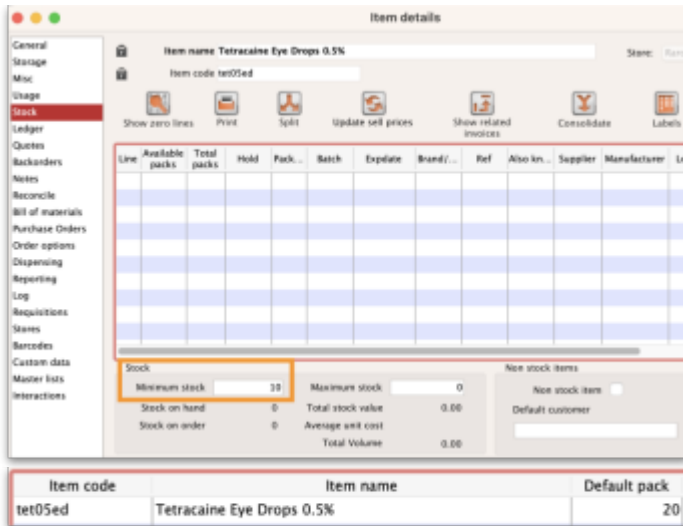 Item details
General
Storage
Misc
Usage
Stock
Ledger
Quotes
Backorders
Notes
Reconcile
Bill of materials
Purchase Orders
Order options
Dispensing
Reporting
Log
Requisitions
Stores
Barcodes
Custom data
Master lists
Interactions
Item name Tetracaine Eye Drops 0.5% Store:
Item code tet05ed
Show zero lines Print Split Update sell prices Show related invoices Consolidate Labels
Line Available packs Total packs Hold Pack... Batch Expdate Brand/... Ref Also kn... Supplier Manufacturer
Stock Non stock items
Minimum stock 10 Maximum stock 0 Non stock item
Stock on hand 0 Total stock value 0.00 Default customer
Stock on order 0 Average unit cost
Total Volume 0.00
Item code Item name Default pack
tet05ed Tetracaine Eye Drops 0.5% 20